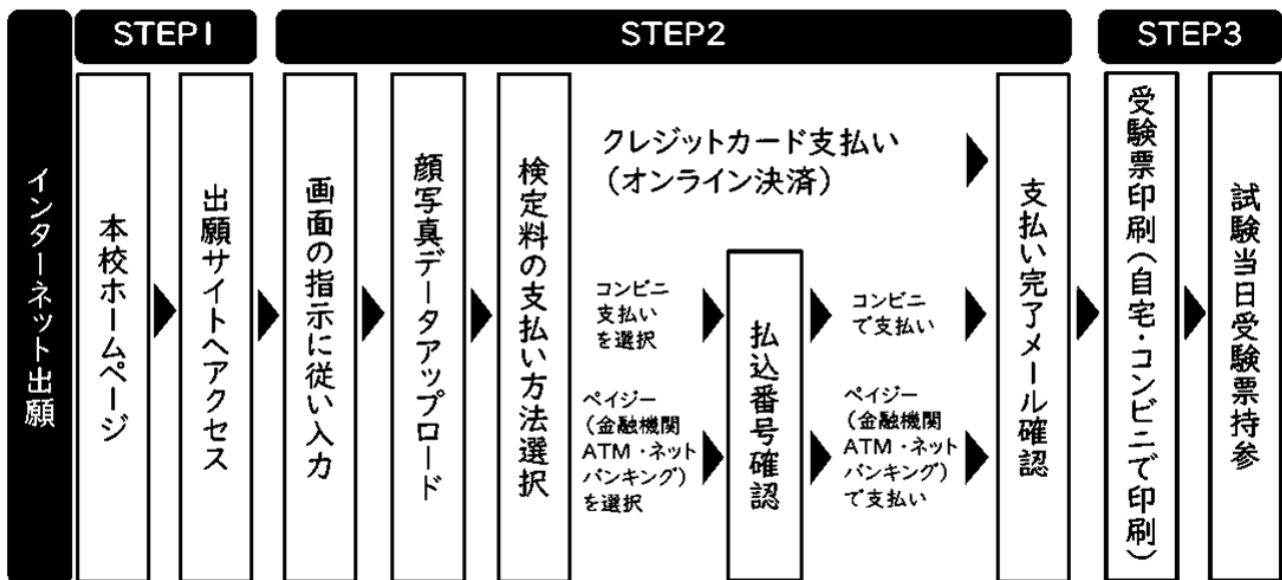 インターネット出願
STEP1
本校ホームページ
出願サイトへアクセス
STEP2
画面の指示に従い入力
顔写真データアップロード
検定料の支払い方法選択
クレジットカード支払い
（オンライン決済）
コンビニ
支払い
を選択
ペイジー
（金融機関
ATM・ネット
バンキング）
を選択
払込番号確認
コンビニ
で支払い
ペイジー
（金融機関
ATM・ネット
バンキング）
で支払い
支払い完了メール確認
STEP3
受験票印刷（自宅・コンビニで印刷）
試験当日受験票持参